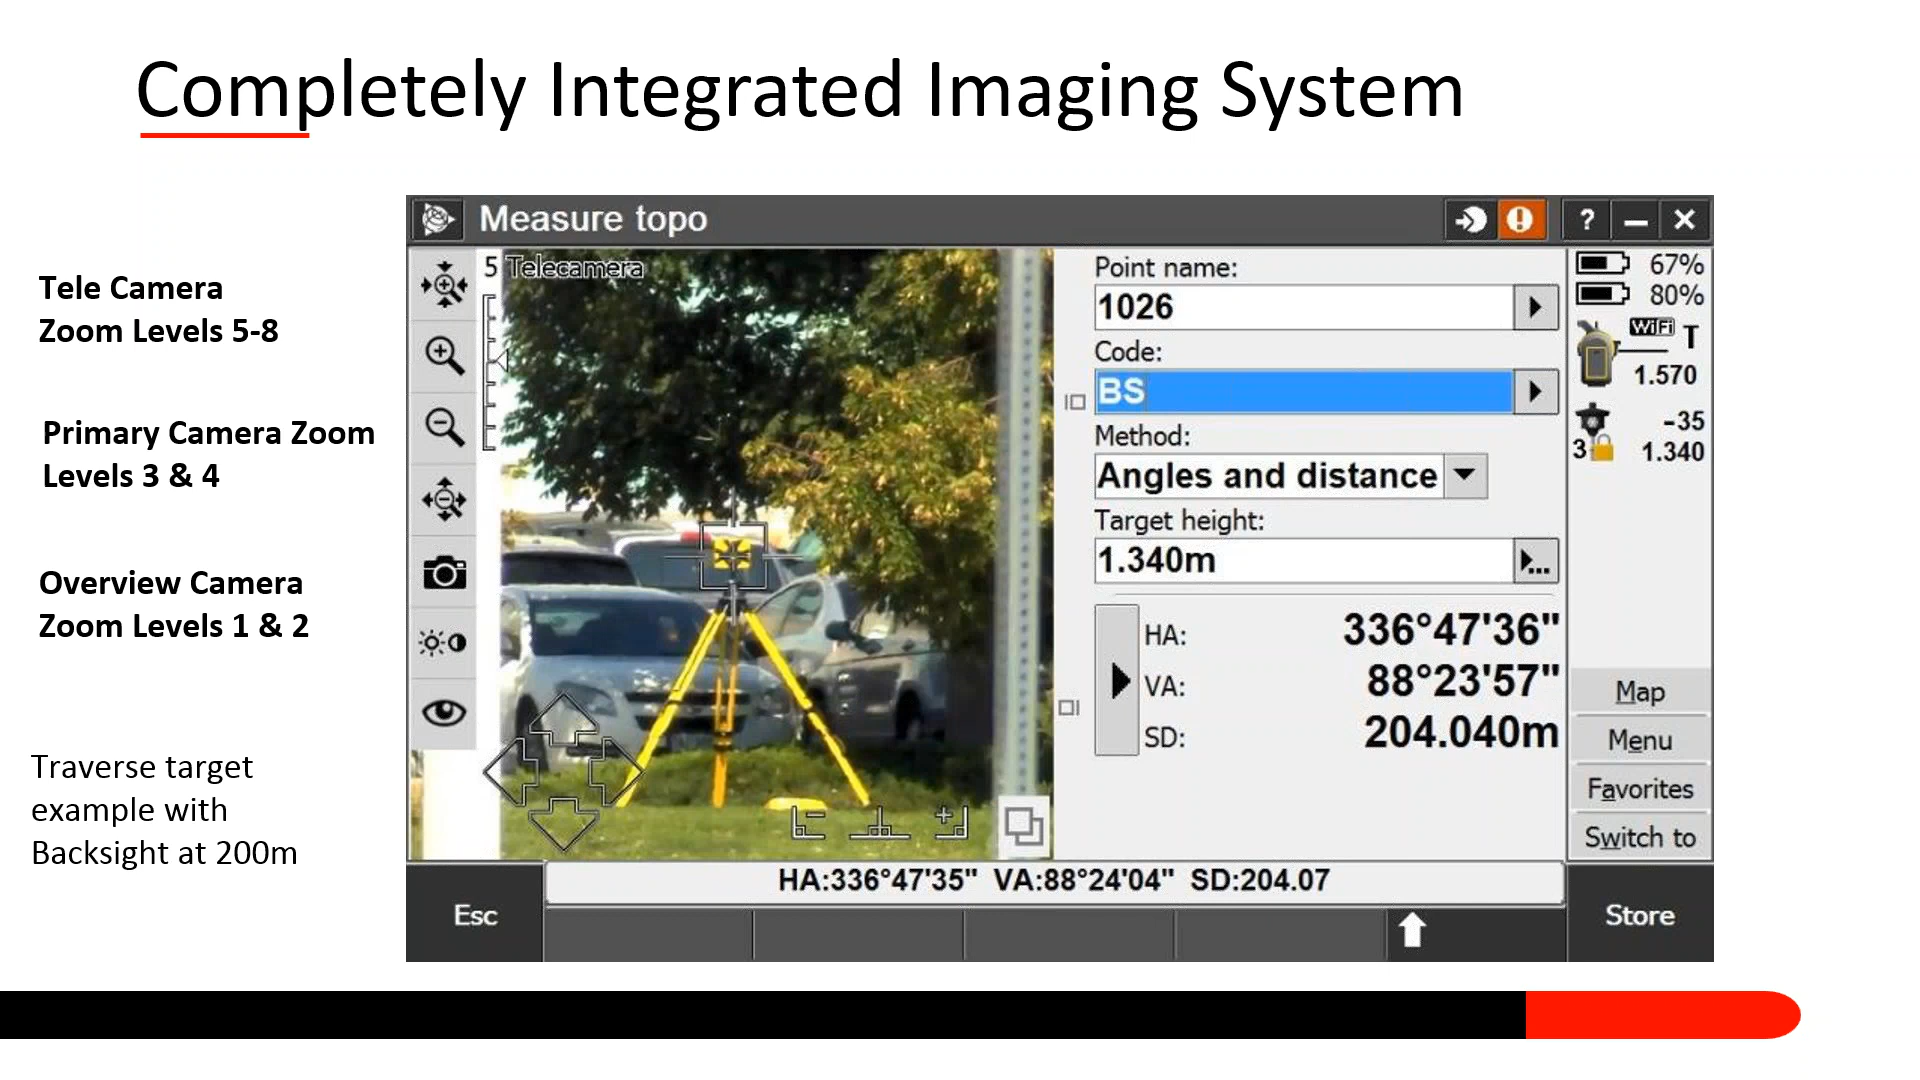 Completely Integrated Imaging System
Tele Camera
Zoom Levels 5-8
Primary Camera Zoom
Levels 3 & 4
Overview Camera
Zoom Levels 1 & 2
Traverse target
example with
Backsight at 200m
Measure topo
?
5 Telecamera
Point name:
1026
Code:
BS
Method:
Angles and distance
Target height:
1.340m
HA: 336°47'36"
VA: 88°23'57"
SD: 204.040m
67%
80%
WiFi T
1.570
-35
3 1.340
Map
Menu
Favorites
Switch to
HA:336°47'35" VA:88°24'04" SD:204.07
Esc
Store